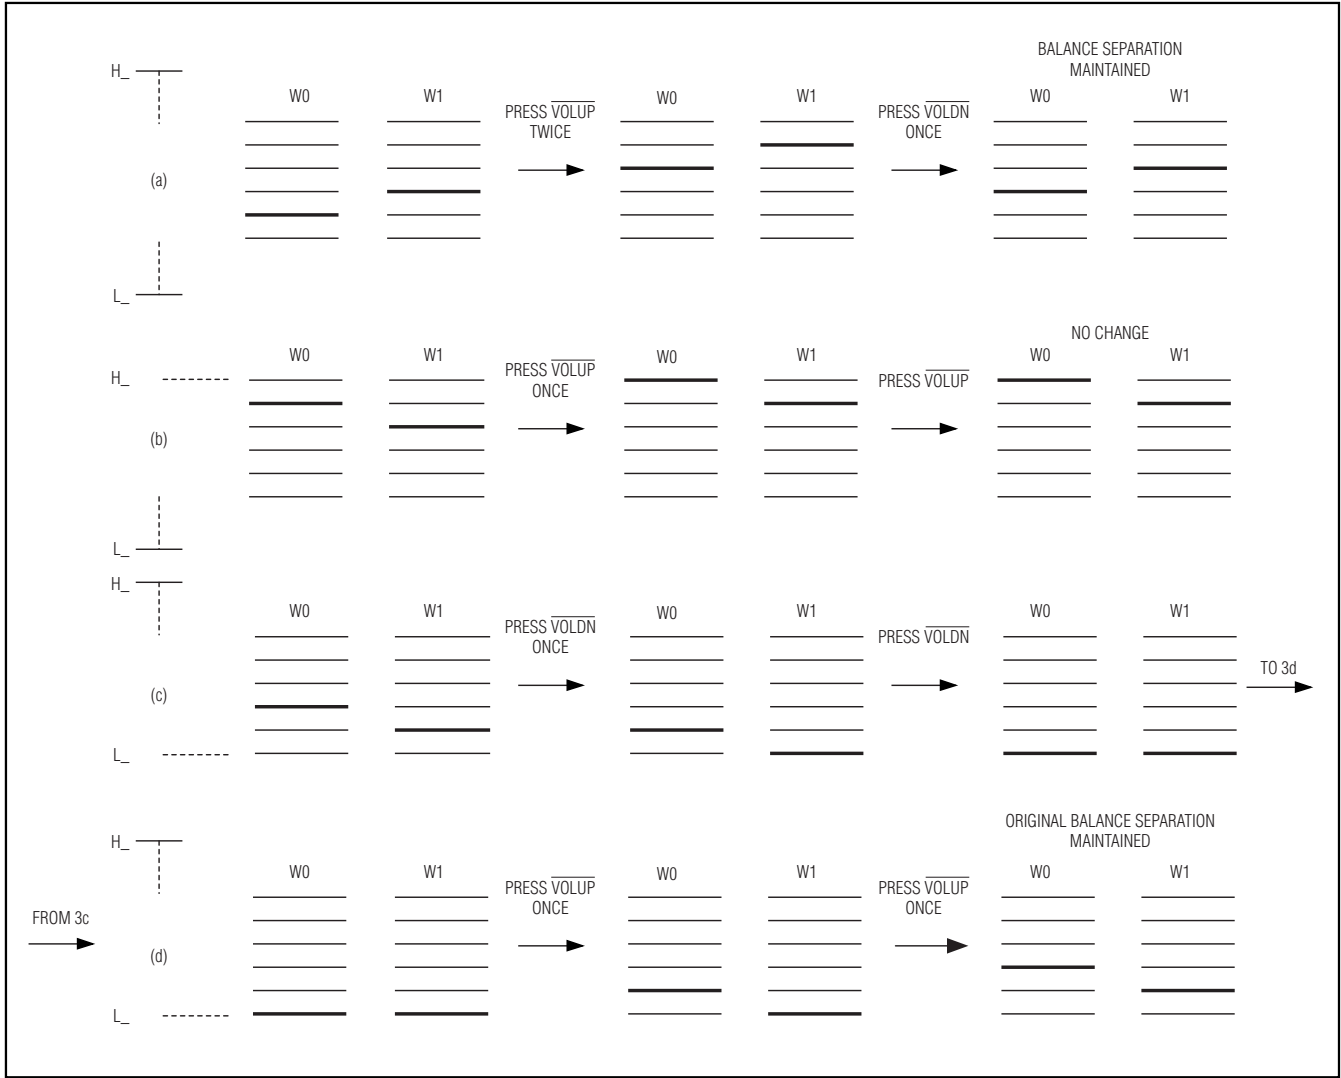 BALANCE SEPARATION
MAINTAINED
H_
W0 W1 PRESS VOLUP TWICE W0 W1 PRESS VOLDN ONCE W0 W1
(a)
L_
NO CHANGE
W0 W1 PRESS VOLUP ONCE W0 W1 PRESS VOLUP W0 W1
H_
(b)
L_
H_
W0 W1 PRESS VOLDN ONCE W0 W1 PRESS VOLDN W0 W1
TO 3d
(c)
L_
ORIGINAL BALANCE SEPARATION
MAINTAINED
H_
W0 W1 PRESS VOLUP ONCE W0 W1 PRESS VOLUP ONCE W0 W1
FROM 3c
(d)
L_